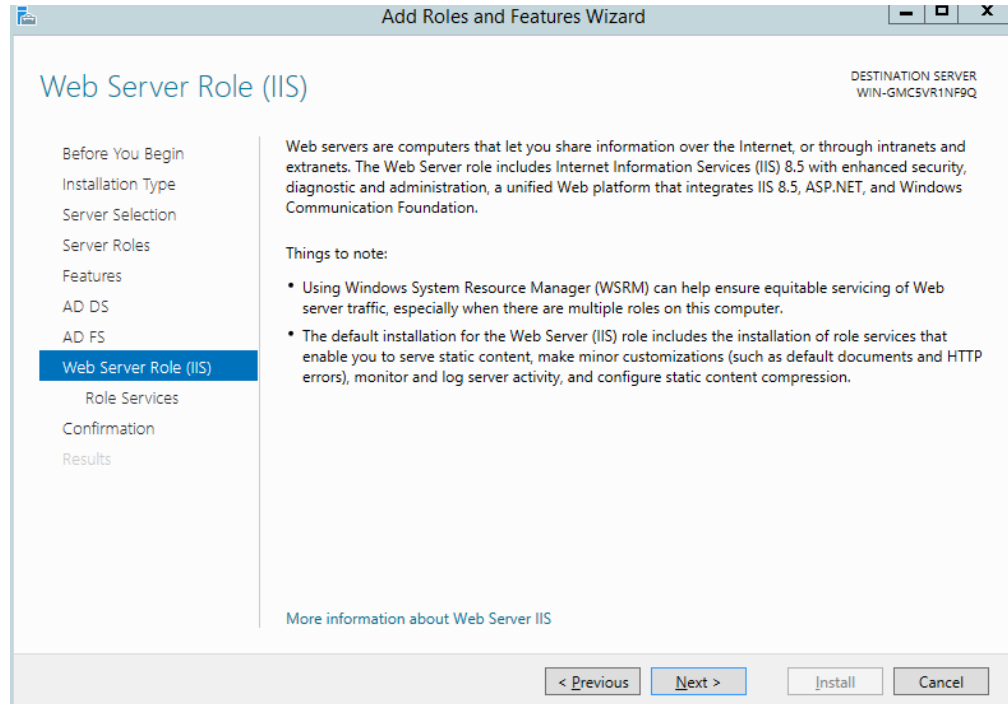 Add Roles and Features Wizard
Web Server Role (IIS)
DESTINATION SERVER
WIN-GMC5VR1NF9Q
Before You Begin
Installation Type
Server Selection
Server Roles
Features
AD DS
AD FS
Web Server Role (IIS)
Role Services
Confirmation
Results
Web servers are computers that let you share information over the Internet, or through intranets and
extranets. The Web Server role includes Internet Information Services (IIS) 8.5 with enhanced security,
diagnostic and administration, a unified Web platform that integrates IIS 8.5, ASP.NET, and Windows
Communication Foundation.
Things to note:
• Using Windows System Resource Manager (WSRM) can help ensure equitable servicing of Web
server traffic, especially when there are multiple roles on this computer.
• The default installation for the Web Server (IIS) role includes the installation of role services that
enable you to serve static content, make minor customizations (such as default documents and HTTP
errors), monitor and log server activity, and configure static content compression.
More information about Web Server IIS
< Previous
Next >
Install
Cancel